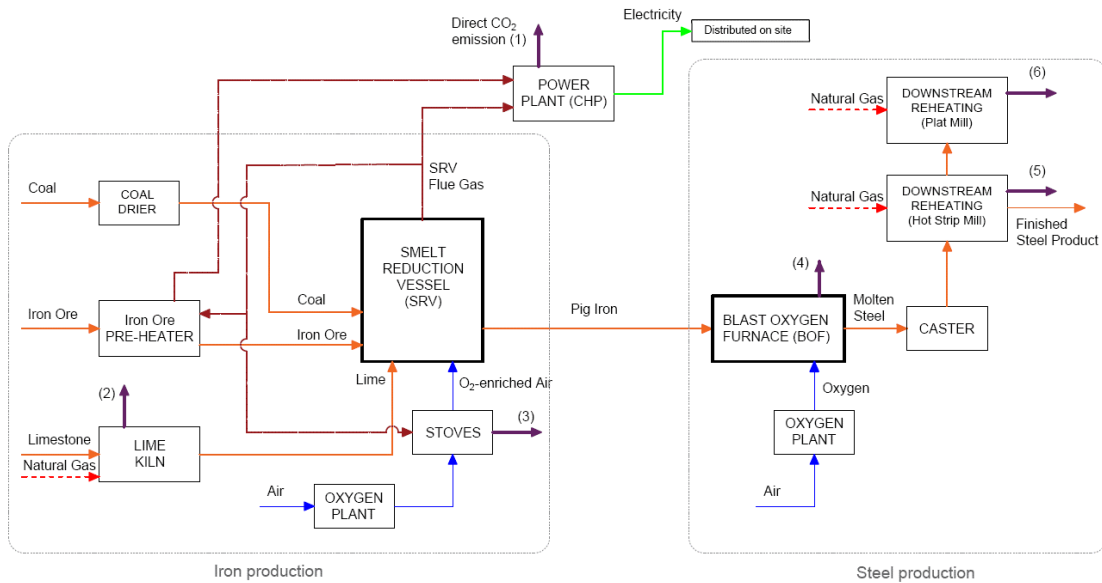 Direct CO₂
emission (1)
Electricity
Distributed on site
POWER
PLANT (CHP)
SRV
Flue Gas
Coal
COAL
DRIER
SMELT
REDUCTION
VESSEL
(SRV)
Coal
Iron Ore
Iron Ore
PRE-HEATER
Iron Ore
Lime
O₂-enriched Air
(2)
Limestone
Natural Gas
LIME
KILN
STOVES
(3)
Air
OXYGEN
PLANT
Iron production
Pig Iron
(6)
Natural Gas
DOWNSTREAM
REHEATING
(Plat Mill)
(5)
Natural Gas
DOWNSTREAM
REHEATING
(Hot Strip Mill)
Finished
Steel Product
(4)
BLAST OXYGEN
FURNACE (BOF)
Molten
Steel
CASTER
Oxygen
OXYGEN
PLANT
Air
Steel production